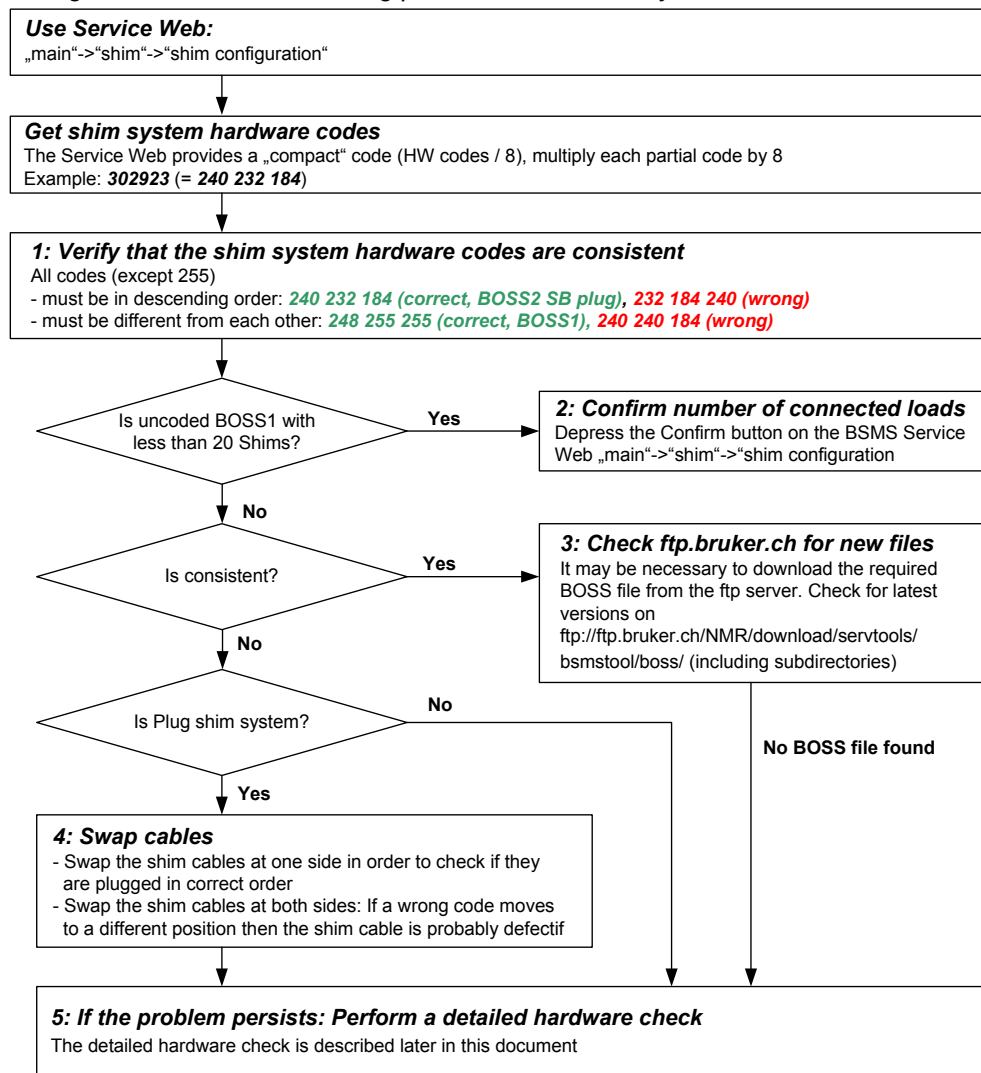 Use Service Web:
„main“->“shim“->“shim configuration“
Get shim system hardware codes
The Service Web provides a „compact“ code (HW codes / 8), multiply each partial code by 8
Example: 302923 (= 240 232 184)
1: Verify that the shim system hardware codes are consistent
All codes (except 255)
- must be in descending order: 240 232 184 (correct, BOSS2 SB plug), 232 184 240 (wrong)
- must be different from each other: 248 255 255 (correct, BOSS1), 240 240 184 (wrong)
Is uncoded BOSS1 with
less than 20 Shims?
Yes
2: Confirm number of connected loads
Depress the Confirm button on the BSMS Service
Web „main“->“shim“->“shim configuration
No
Is consistent?
Yes
3: Check ftp.bruker.ch for new files
It may be necessary to download the required
BOSS file from the ftp server. Check for latest
versions on
ftp://ftp.bruker.ch/NMR/download/servtools/
bsmstool/boss/ (including subdirectories)
No
Is Plug shim system?
No
No BOSS file found
Yes
4: Swap cables
- Swap the shim cables at one side in order to check if they
are plugged in correct order
- Swap the shim cables at both sides: If a wrong code moves
to a different position then the shim cable is probably defectif
5: If the problem persists: Perform a detailed hardware check
The detailed hardware check is described later in this document